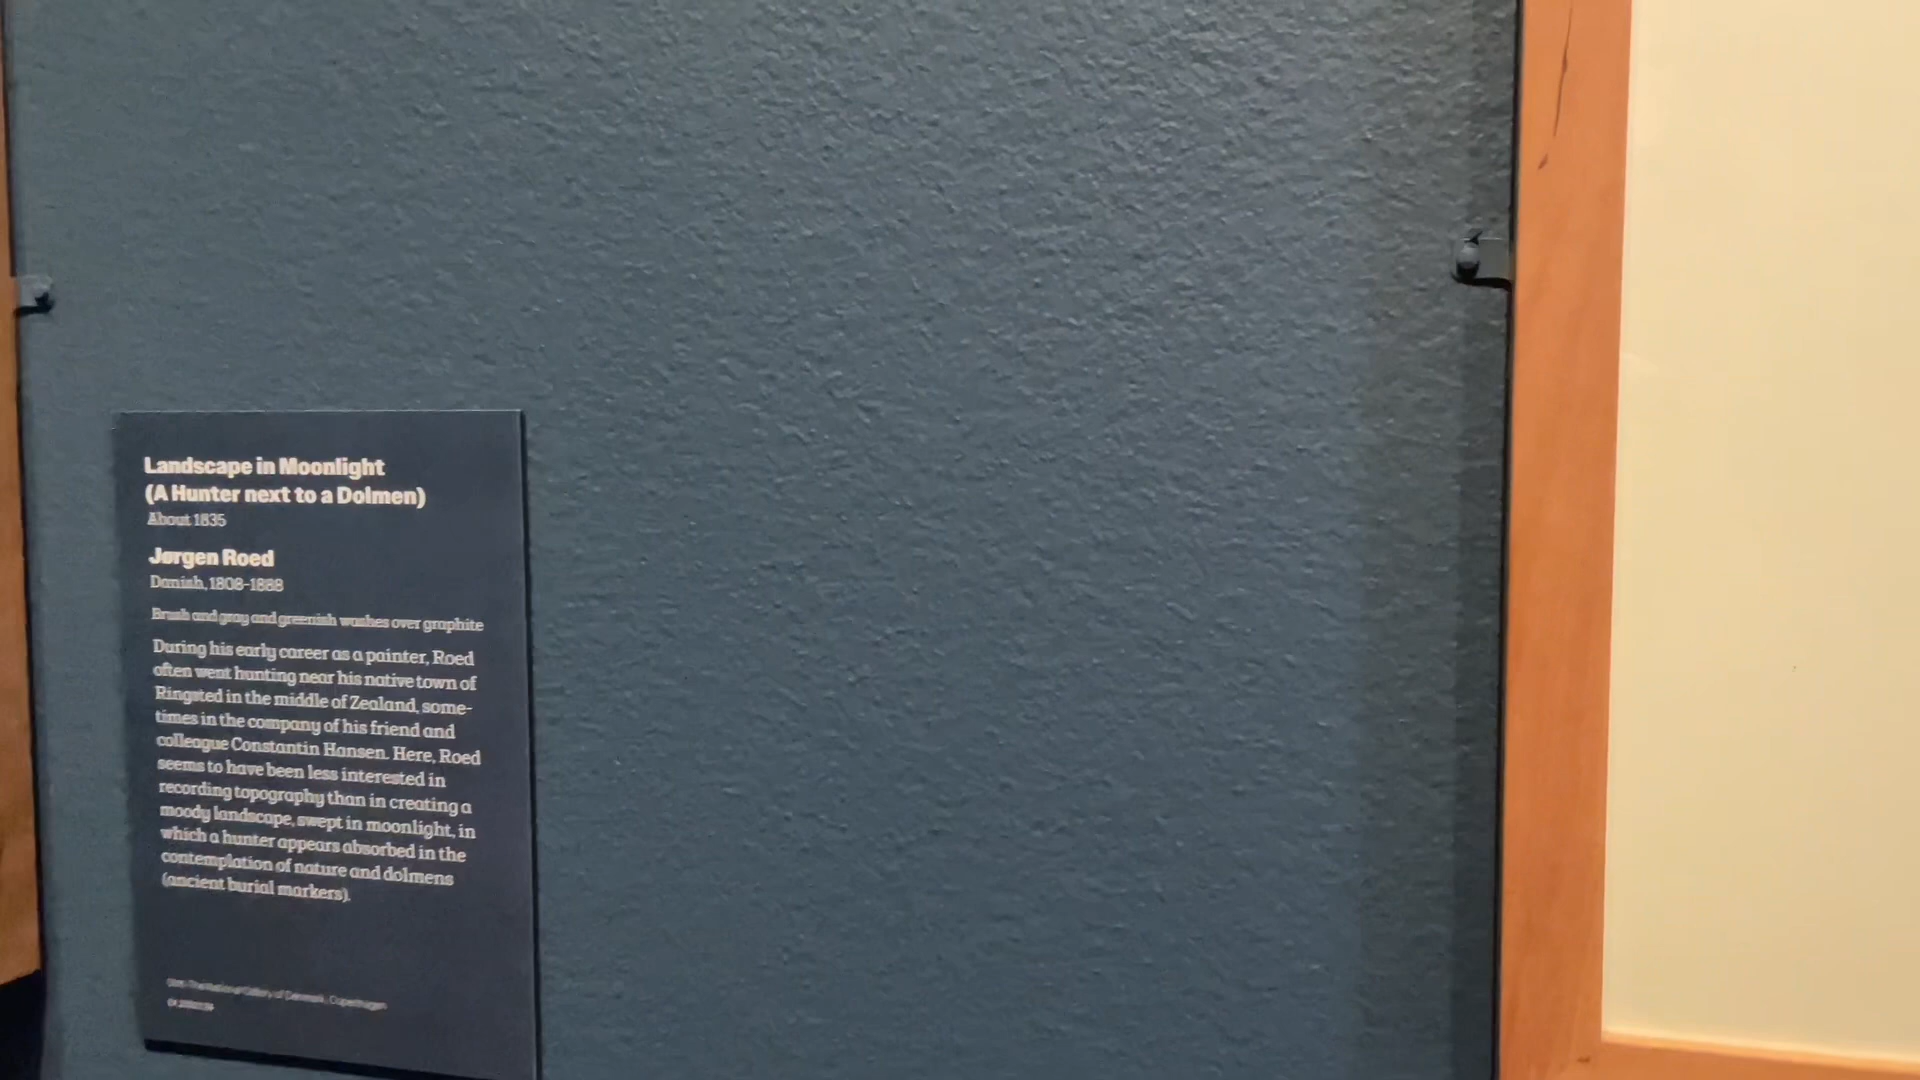 Landscape in Moonlight
(A Hunter next to a Dolmen)
About 1835
Jørgen Roed
Danish, 1808-1888
Brush and gray and greenish washes over graphite
During his early career as a painter, Roed
often went hunting near his native town of
Ringsted in the middle of Zealand, some-
times in the company of his friend and
colleague Constantin Hansen. Here, Roed
seems to have been less interested in
recording topography than in creating a
moody landscape, swept in moonlight, in
which a hunter appears absorbed in the
contemplation of nature and dolmens
(ancient burial markers).
Gallery of Denmark, Copenhagen